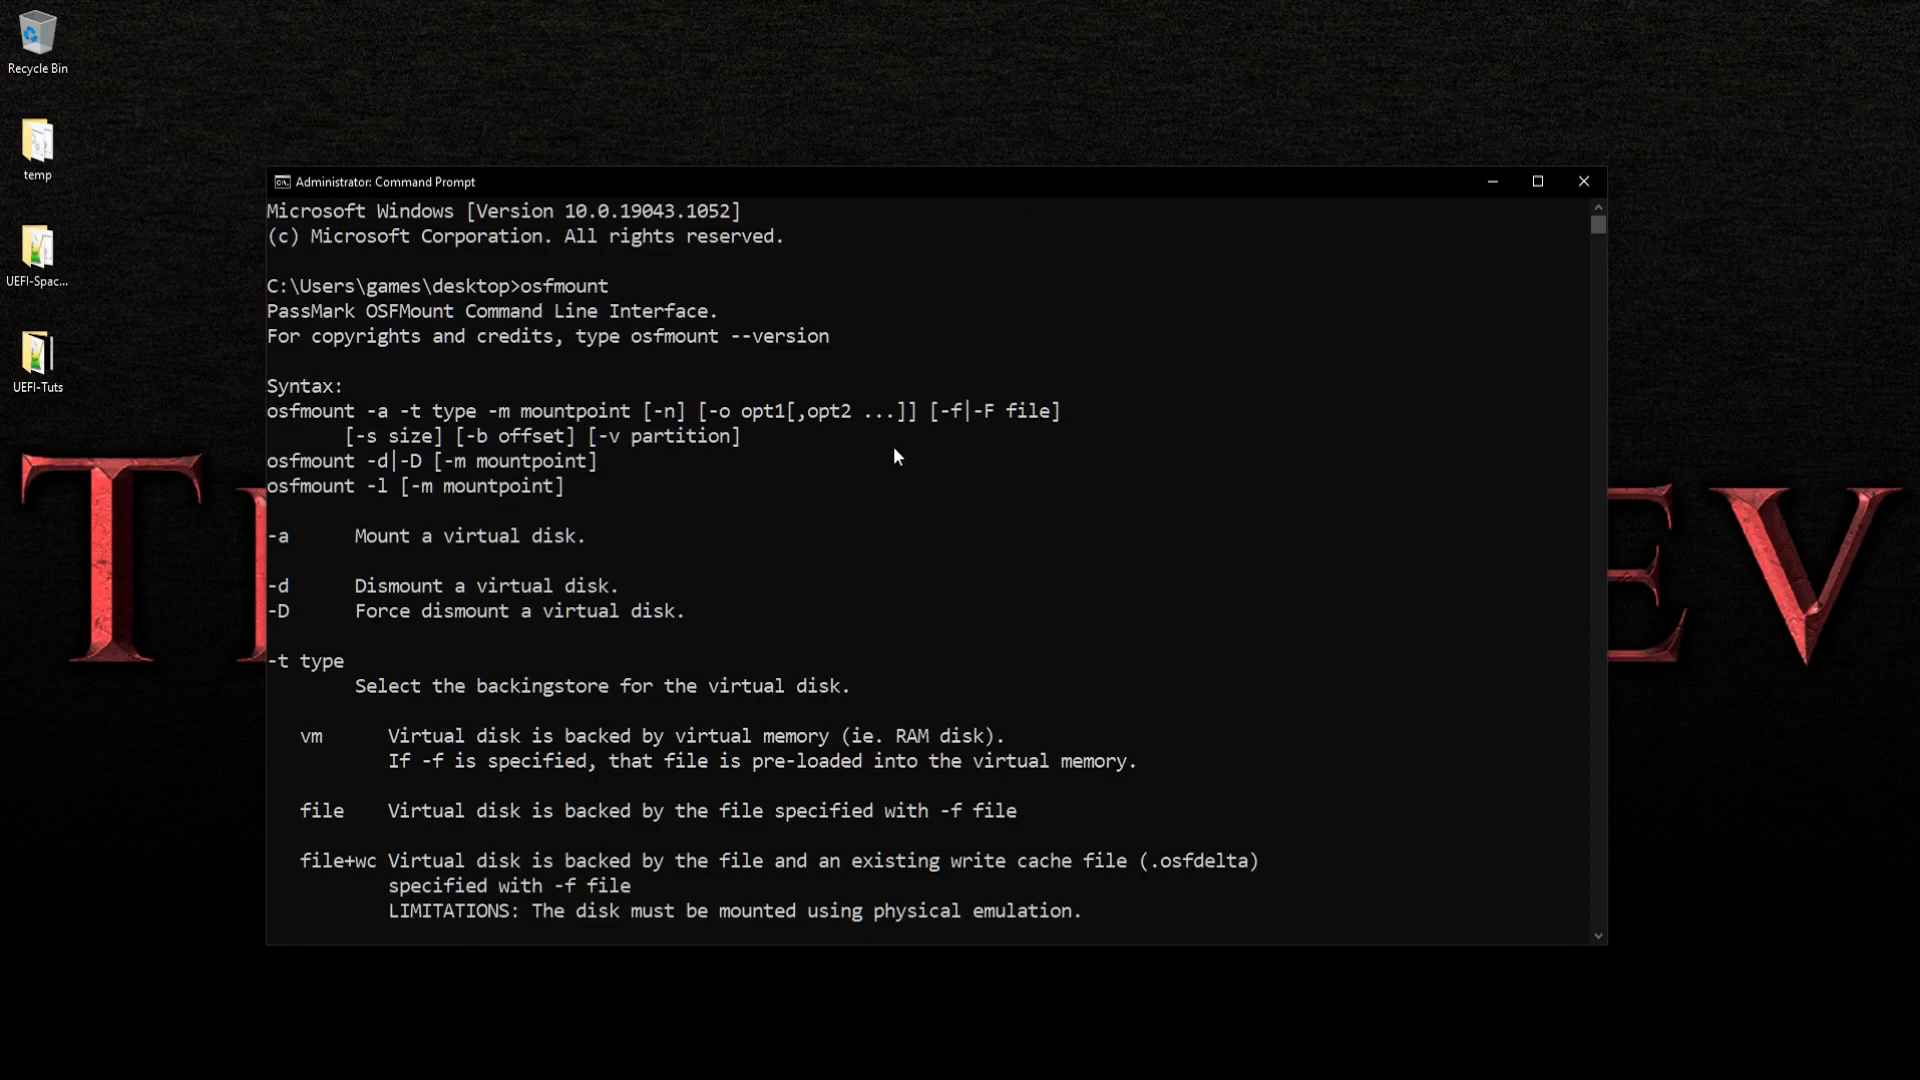 Recycle Bin
temp
UEFI-Spac...
UEFI-Tuts
Administrator: Command Prompt
Microsoft Windows [Version 10.0.19043.1052]
(c) Microsoft Corporation. All rights reserved.
C:\Users\games\desktop>osfmount
PassMark OSFMount Command Line Interface.
For copyrights and credits, type osfmount --version
Syntax:
osfmount -a -t type -m mountpoint [-n] [-o opt1[,opt2 ...]] [-f|-F file]
[-s size] [-b offset] [-v partition]
osfmount -d|-D [-m mountpoint]
osfmount -l [-m mountpoint]
-a Mount a virtual disk.
-d Dismount a virtual disk.
-D Force dismount a virtual disk.
-t type
Select the backingstore for the virtual disk.
vm Virtual disk is backed by virtual memory (ie. RAM disk).
If -f is specified, that file is pre-loaded into the virtual memory.
file Virtual disk is backed by the file specified with -f file
file+wc Virtual disk is backed by the file and an existing write cache file (.osfdelta)
specified with -f file
LIMITATIONS: The disk must be mounted using physical emulation.